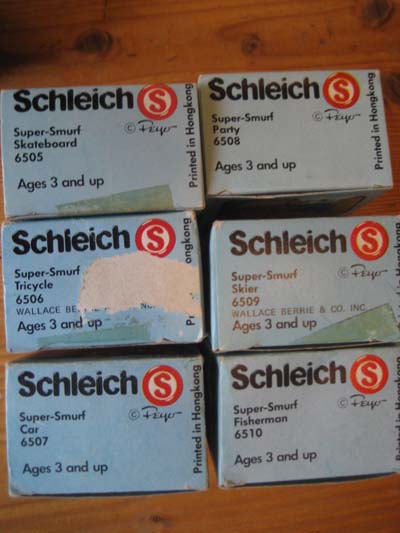 Schleich S
Super-Smurf © Peyo
Skateboard
6505
Ages 3 and up
Printed in Hongkong
Schleich S
Super-Smurf © Peyo
Party
6508
Ages 3 and up
Printed in Hongkong
Schleich S
Super-Smurf
Tricycle
6506
WALLACE BERRIE
Ages 3 and up
Schleich S
Super-Smurf © Peyo
Skier
6509
WALLACE BERRIE & CO. INC.
Ages 3 and up
Schleich S
Super-Smurf © Peyo
Car
6507
Ages 3 and up
Printed in Hongkong
Schleich S
Super-Smurf © Peyo
Fisherman
6510
Ages 3 and up